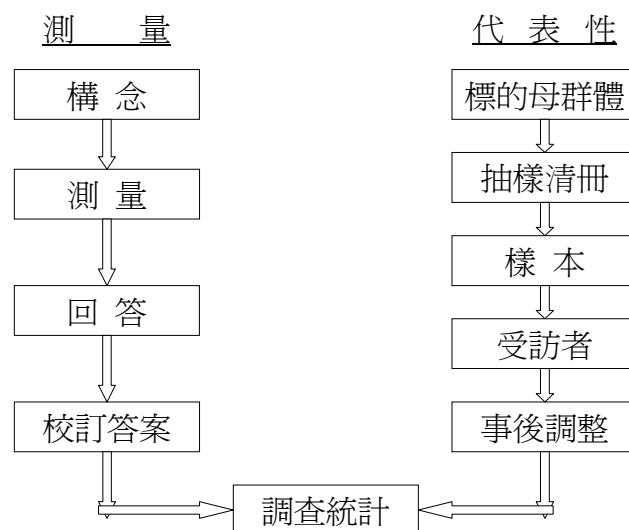 測 量
構 念
測 量
回 答
校訂答案
代 表 性
標的母群體
抽樣清冊
樣 本
受訪者
事後調整
調查統計